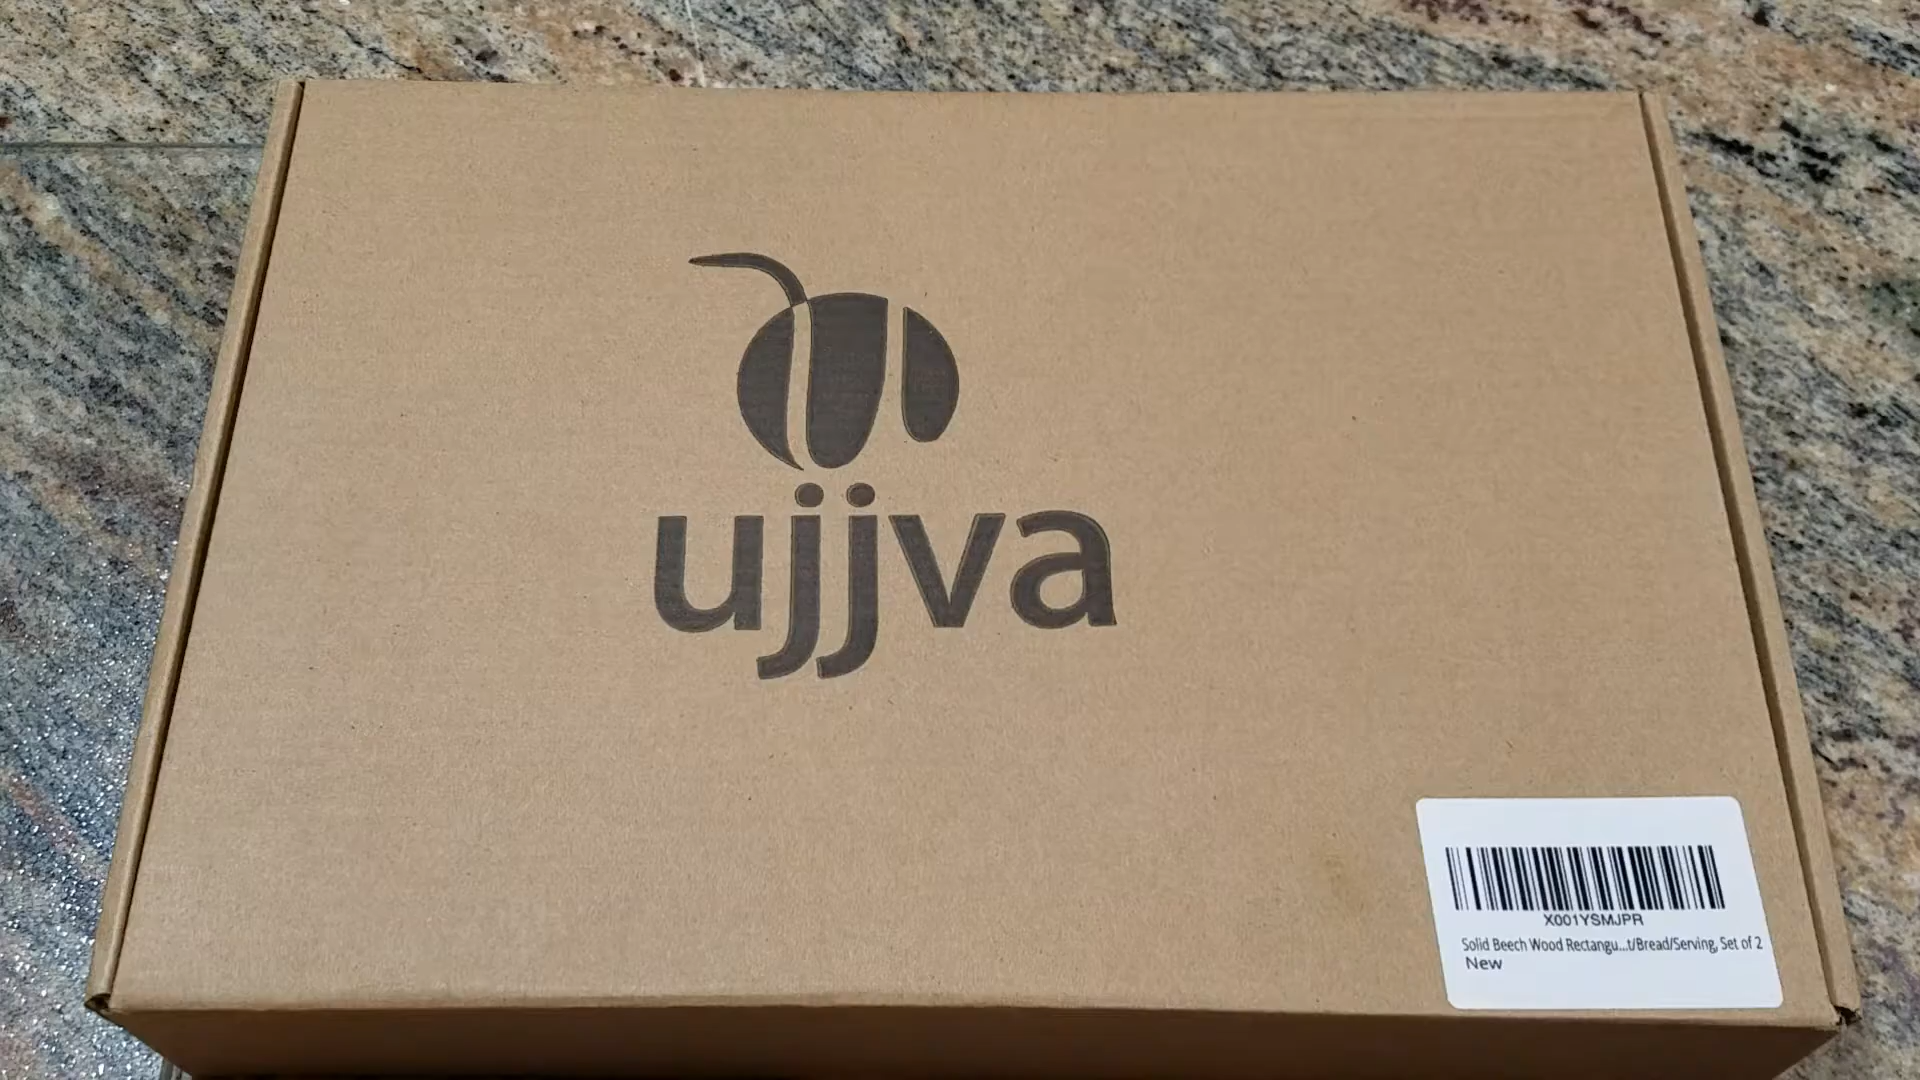 ujjva
X001YSMJPR
Solid Beech Wood Rectangu...t/Bread/Serving, Set of 2
New